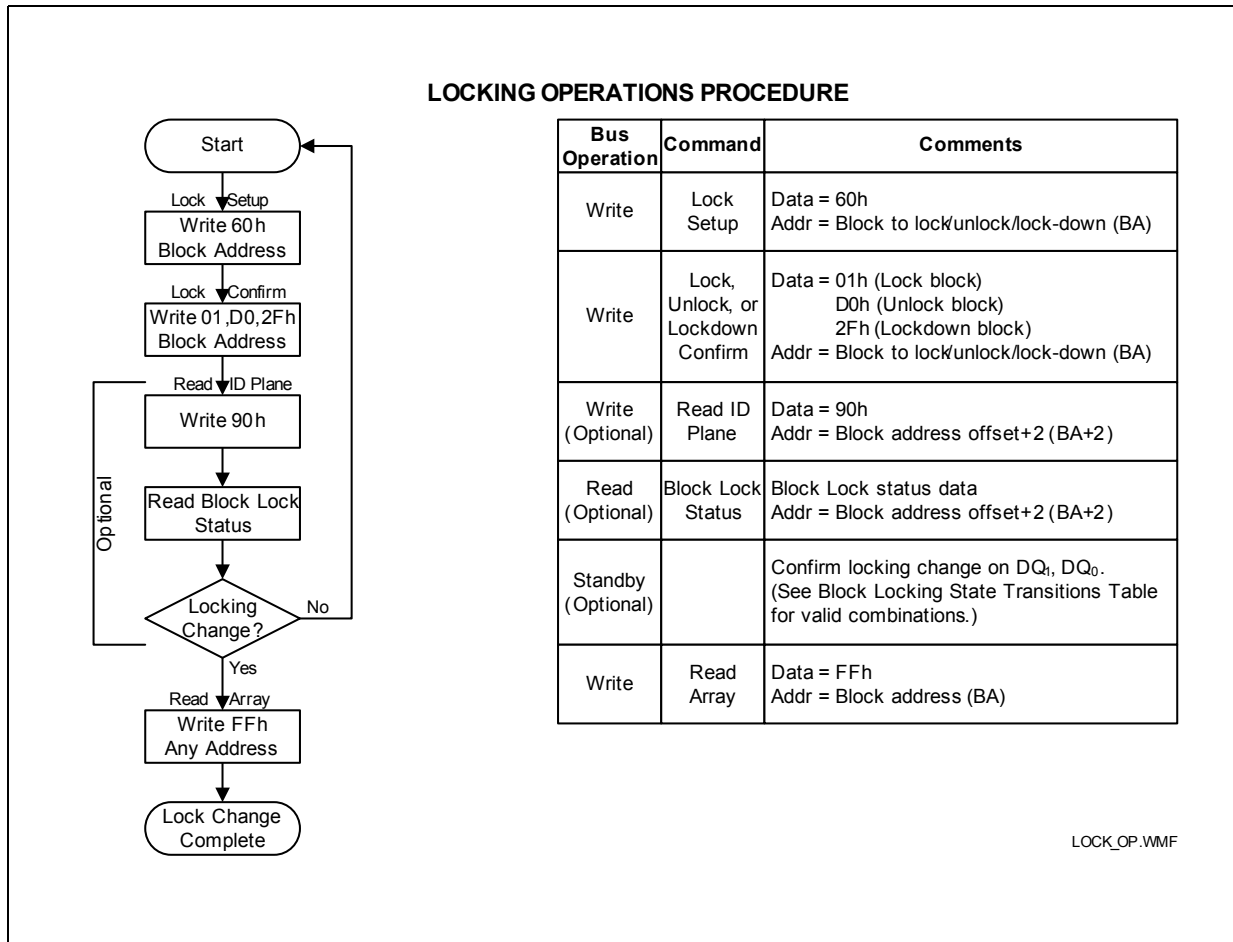 LOCKING OPERATIONS PROCEDURE
Start
Lock Setup
Write 60h
Block Address
Lock Confirm
Write 01,D0,2Fh
Block Address
Read ID Plane
Write 90h
Optional
Read Block Lock
Status
Locking
Change?
No
Yes
Read Array
Write FFh
Any Address
Lock Change
Complete
Bus
Operation
Command
Comments
Write
Lock
Setup
Data = 60h
Addr = Block to lock/unlock/lock-down (BA)
Write
Lock,
Unlock, or
Lockdown
Confirm
Data = 01h (Lock block)
D0h (Unlock block)
2Fh (Lockdown block)
Addr = Block to lock/unlock/lock-down (BA)
Write
(Optional)
Read ID
Plane
Data = 90h
Addr = Block address offset+2 (BA+2)
Read
(Optional)
Block Lock
Status
Block Lock status data
Addr = Block address offset+2 (BA+2)
Standby
(Optional)
Confirm locking change on DQ₁, DQ₀.
(See Block Locking State Transitions Table
for valid combinations.)
Write
Read
Array
Data = FFh
Addr = Block address (BA)
LOCK_OP.WMF